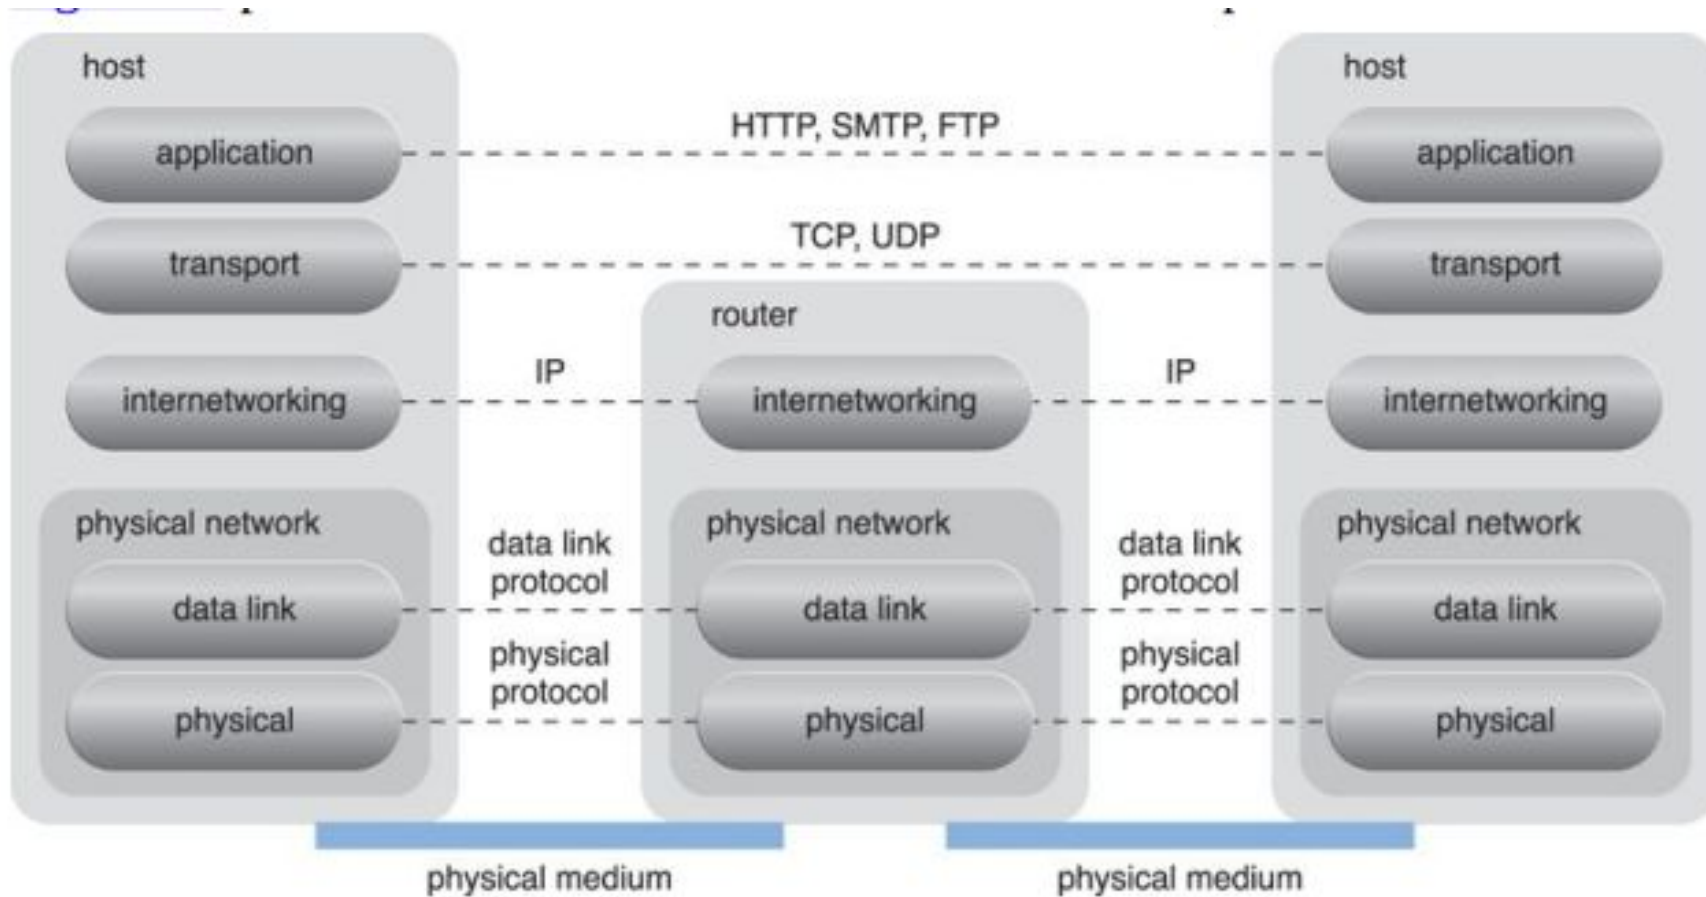 host
host
application
HTTP, SMTP, FTP
application
transport
TCP, UDP
transport
router
internetworking
IP
internetworking
IP
internetworking
physical network
data link
protocol
physical network
data link
protocol
physical network
data link
data link
data link
physical
protocol
physical
protocol
physical
physical
physical
physical medium
physical medium